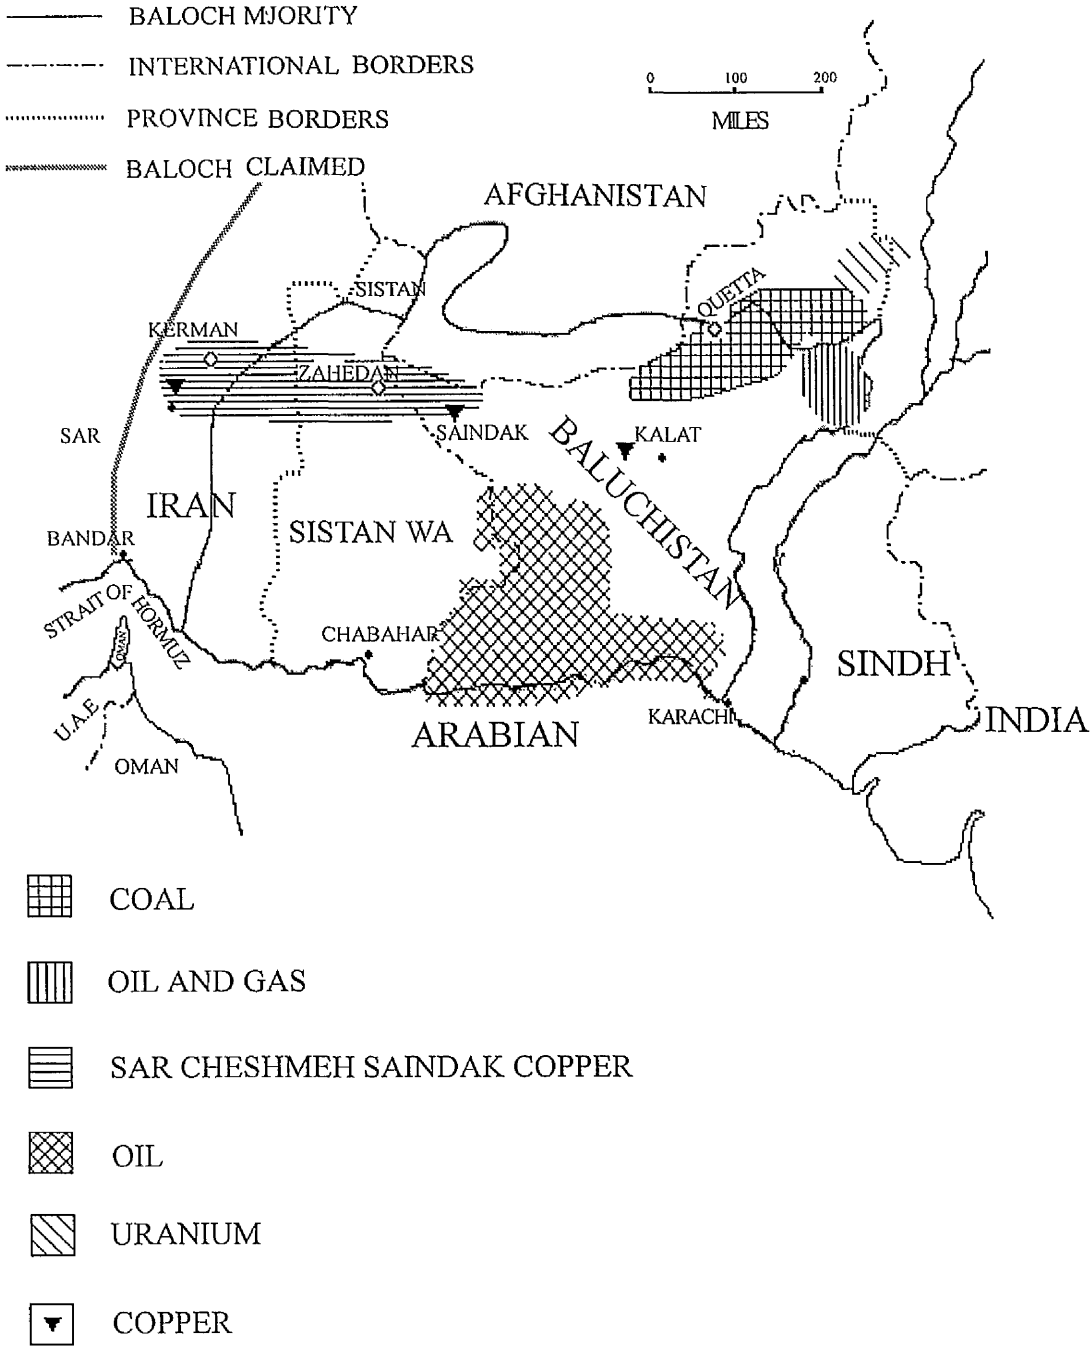 BALOCH MJORITY
INTERNATIONAL BORDERS
PROVINCE BORDERS
BALOCH CLAIMED
0 100 200
MILES
AFGHANISTAN
SISTAN
QUETTA
KERMAN
ZAHEDAN
SAR
SAINDAK
KALAT
BALUCHISTAN
IRAN
SISTAN WA
BANDAR
STRAIT OF HORMUZ
OMAN
CHABAHAR
SINDH
U.A.E
KARACHI
INDIA
ARABIAN
OMAN
COAL
OIL AND GAS
SAR CHESHMEH SAINDAK COPPER
OIL
URANIUM
COPPER